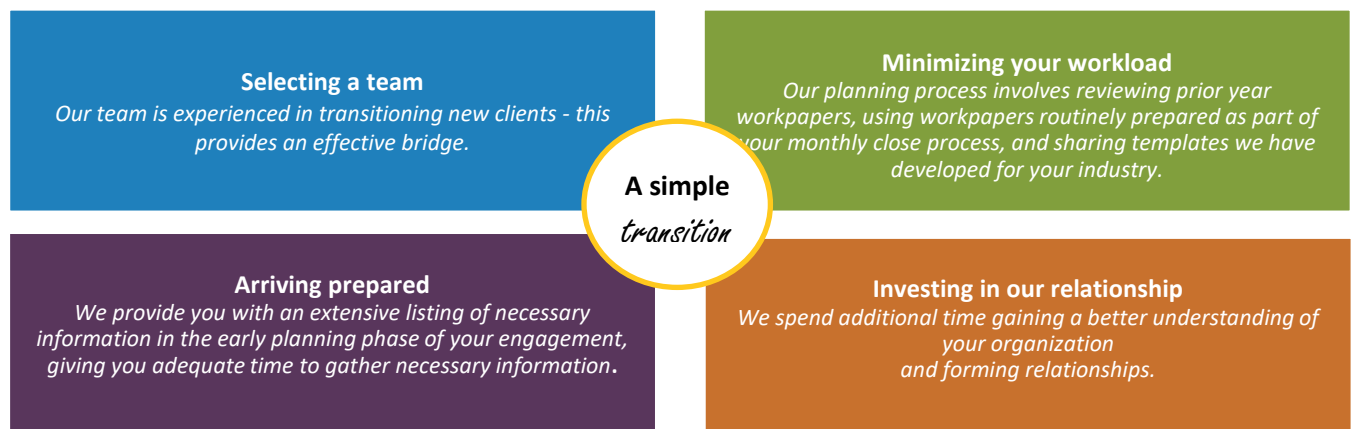 Selecting a team
Our team is experienced in transitioning new clients - this
provides an effective bridge.
Minimizing your workload
Our planning process involves reviewing prior year
workpapers, using workpapers routinely prepared as part of
your monthly close process, and sharing templates we have
developed for your industry.
A simple
transition
Arriving prepared
We provide you with an extensive listing of necessary
information in the early planning phase of your engagement,
giving you adequate time to gather necessary information.
Investing in our relationship
We spend additional time gaining a better understanding of
your organization
and forming relationships.